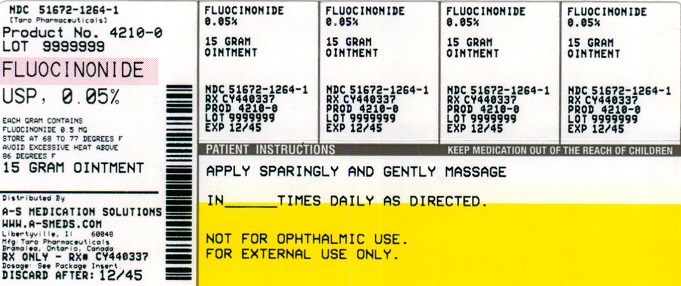 NDC 51672-1264-1
[Taro Pharmaceuticals]
Product No. 4210-0
LOT 9999999
FLUOCINONIDE
USP, 0.05%
EACH GRAM CONTAINS
FLUOCINONIDE 0.5 MG
STORE AT 68 TO 77 DEGREES F
AVOID EXCESSIVE HEAT ABOVE
86 DEGREES F
15 GRAM OINTMENT
Distributed By
A-S MEDICATION SOLUTIONS
WWW.A-SMEDS.COM
Libertyville, Il 60048
Mfg: Taro Pharmaceuticals
Bramalea, Ontario, Canada
RX ONLY - RX# CY440337
Dosage: See Package Insert
DISCARD AFTER: 12/45
FLUOCINONIDE
0.05%
15 GRAM
OINTMENT
NDC 51672-1264-1
RX CY440337
PROD 4210-0
LOT 9999999
EXP 12/45
FLUOCINONIDE
0.05%
15 GRAM
OINTMENT
NDC 51672-1264-1
RX CY440337
PROD 4210-0
LOT 9999999
EXP 12/45
FLUOCINONIDE
0.05%
15 GRAM
OINTMENT
NDC 51672-1264-1
RX CY440337
PROD 4210-0
LOT 9999999
EXP 12/45
FLUOCINONIDE
0.05%
15 GRAM
OINTMENT
NDC 51672-1264-1
RX CY440337
PROD 4210-0
LOT 9999999
EXP 12/45
PATIENT INSTRUCTIONS KEEP MEDICATION OUT OF THE REACH OF CHILDREN
APPLY SPARINGLY AND GENTLY MASSAGE
IN______TIMES DAILY AS DIRECTED.
NOT FOR OPHTHALMIC USE.
FOR EXTERNAL USE ONLY.